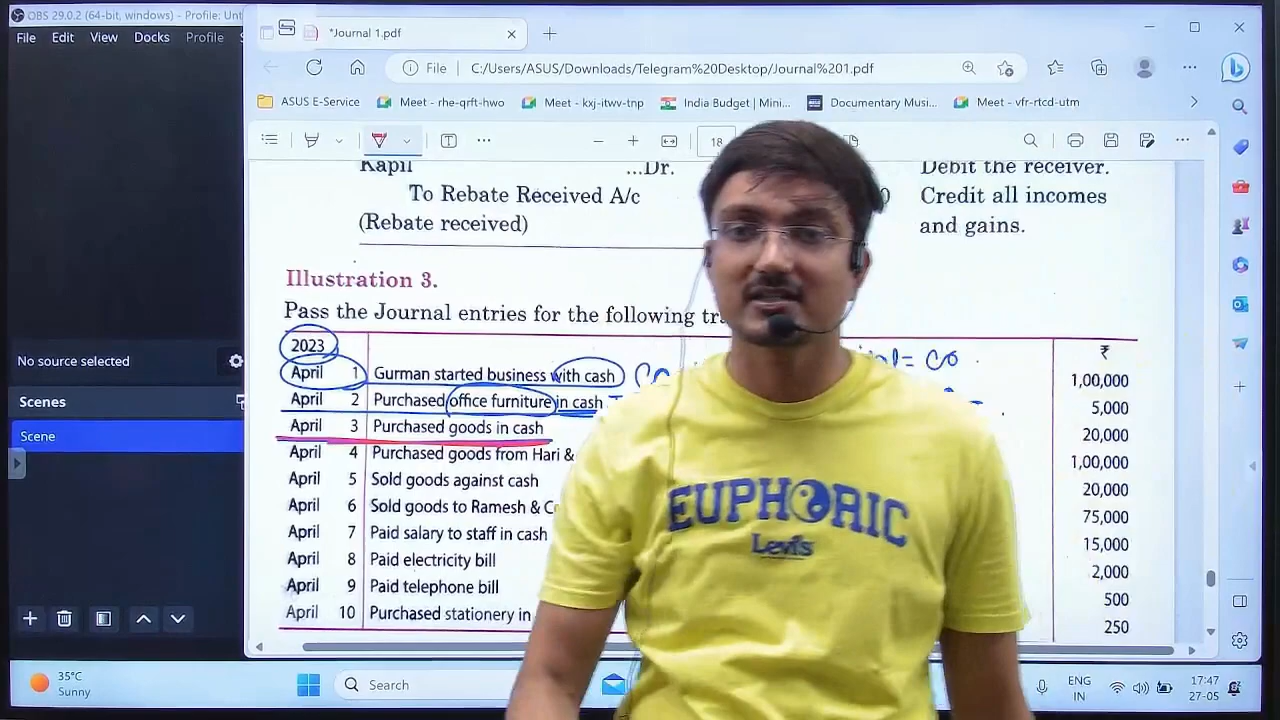 OBS 29.0.2 (64-bit, windows) - Profile: Unt
File Edit View Docks Profile
No source selected
Scenes
Scene
*Journal 1.pdf
File C:/Users/ASUS/Downloads/Telegram%20Desktop/Journal%201.pdf
ASUS E-Service Meet - rhe-qrft-hwo Meet - kxj-itwv-tnp India Budget | Mini... Documentary Musi... Meet - vfr-rtcd-utm
18
Kapil ...Dr. Debit the receiver.
To Rebate Received A/c 0 Credit all incomes
(Rebate received) and gains.
Illustration 3.
Pass the Journal entries for the following
2023 ₹
April 1 Gurman started business with cash 1,00,000
April 2 Purchased office furniture in cash 5,000
April 3 Purchased goods in cash 20,000
April 4 Purchased goods from Hari & 1,00,000
April 5 Sold goods against cash 20,000
April 6 Sold goods to Ramesh & 75,000
April 7 Paid salary to staff in cash 15,000
April 8 Paid electricity bill 2,000
April 9 Paid telephone bill 500
April 10 Purchased stationery in 250
EUPHORIC
Levi's
35°C
Sunny
Search
ENG
IN
17:47
27-05